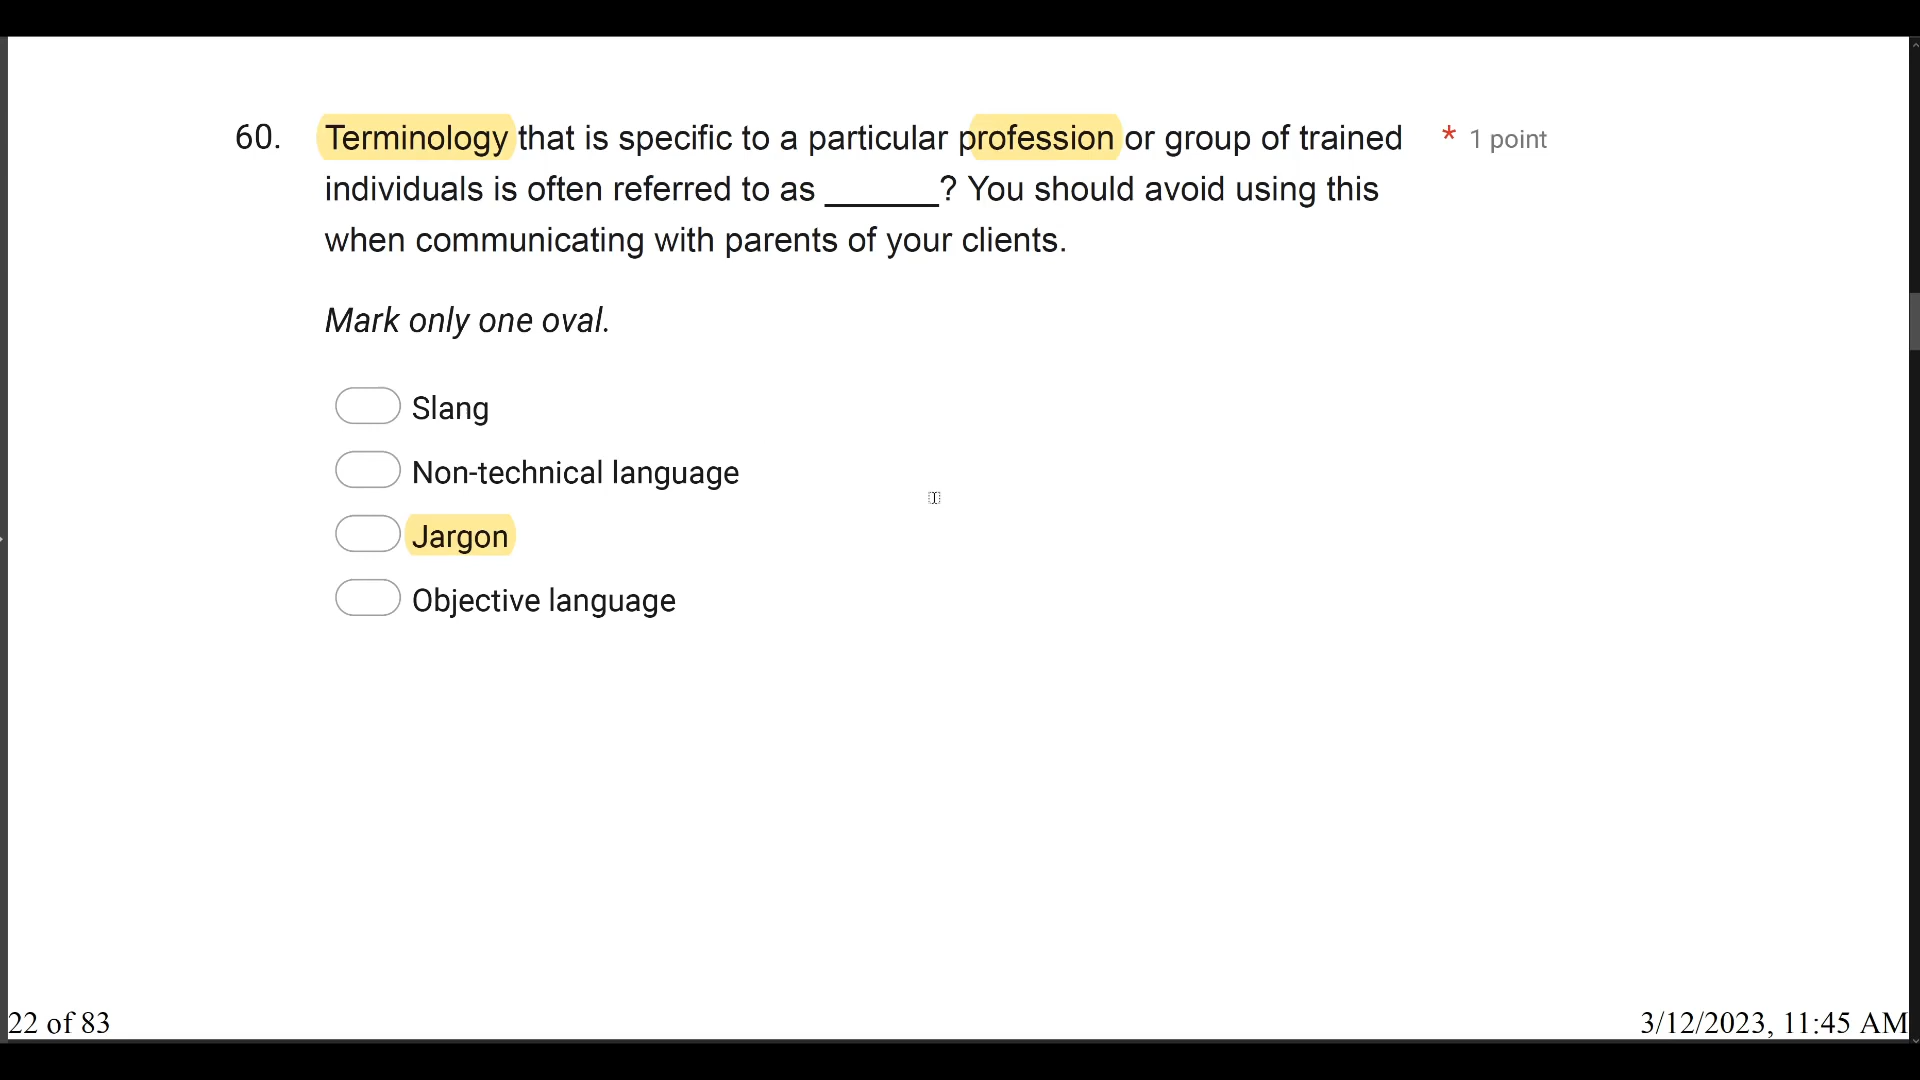 60. Terminology that is specific to a particular profession or group of trained * 1 point
individuals is often referred to as _______? You should avoid using this
when communicating with parents of your clients.
Mark only one oval.
Slang
Non-technical language
Jargon
Objective language
22 of 83 3/12/2023, 11:45 AM